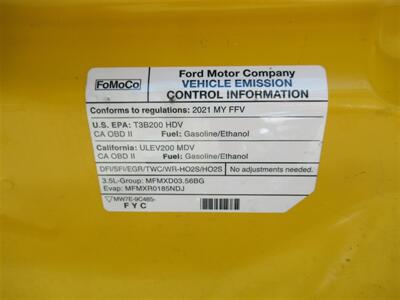 FoMoCo
Ford Motor Company
VEHICLE EMISSION
CONTROL INFORMATION
Conforms to regulations: 2021 MY FFV
U.S. EPA: T3B200 HDV
CA OBD II Fuel: Gasoline/Ethanol
California: ULEV200 MDV
CA OBD II Fuel: Gasoline/Ethanol
DFI/SFI/EGR/TWC/WR-HO2S/HO2S No adjustments needed.
3.5L-Group: MFMXD03.56BG
Evap: MFMXR0185NDJ
MW7E-9C485-
FYC